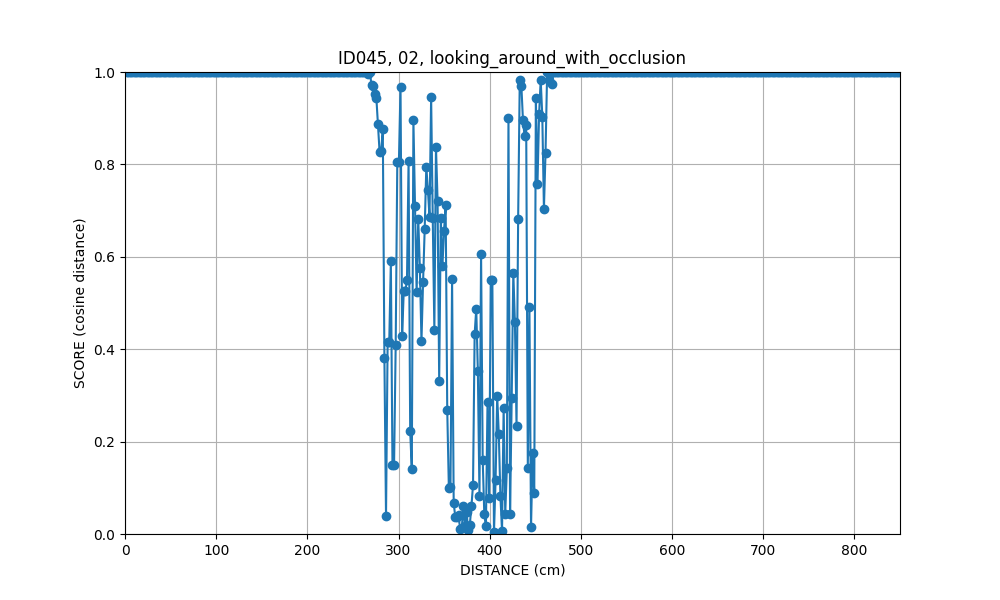 ID045, 02, looking_around_with_occlusion
SCORE (cosine distance)
1.0
0.8
0.6
0.4
0.2
0.0
0 100 200 300 400 500 600 700 800
DISTANCE (cm)